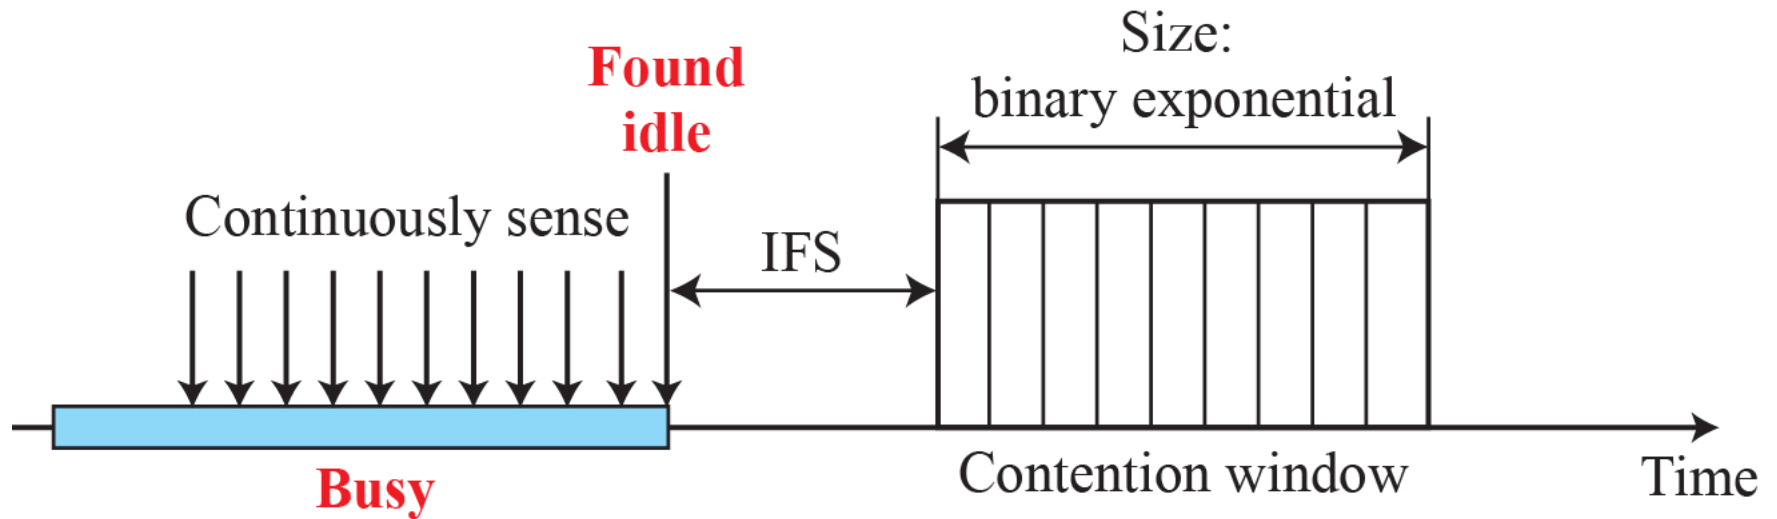 Size:
binary exponential
Found
idle
Continuously sense
IFS
Busy
Contention window
Time